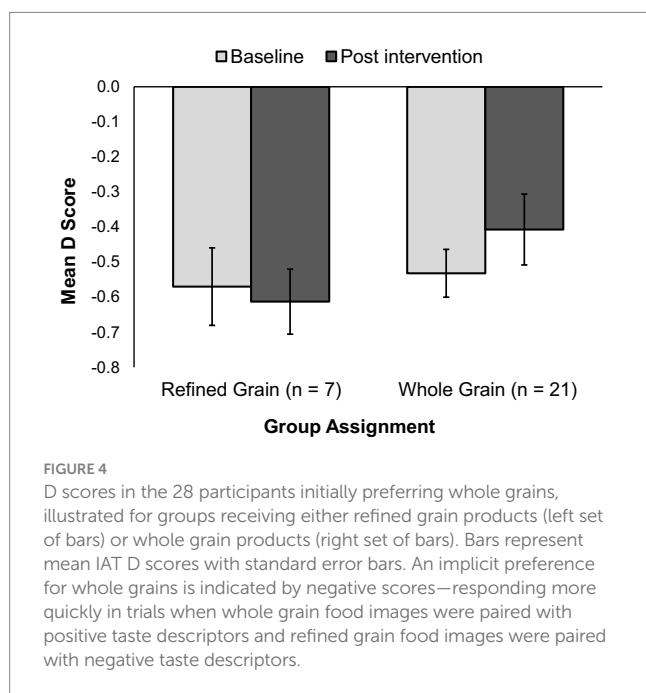 Baseline Post intervention
0.0
-0.1
-0.2
-0.3
-0.4
-0.5
-0.6
-0.7
-0.8
Mean D Score
Refined Grain (n = 7) Whole Grain (n = 21)
Group Assignment
FIGURE 4
D scores in the 28 participants initially preferring whole grains,
illustrated for groups receiving either refined grain products (left set
of bars) or whole grain products (right set of bars). Bars represent
mean IAT D scores with standard error bars. An implicit preference
for whole grains is indicated by negative scores—responding more
quickly in trials when whole grain food images were paired with
positive taste descriptors and refined grain food images were paired
with negative taste descriptors.